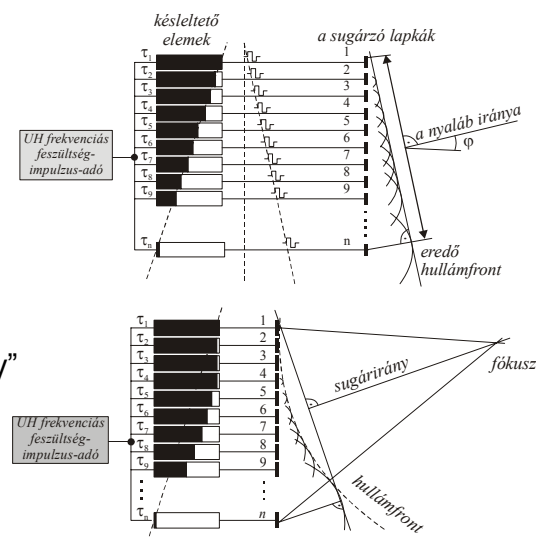 késleltető
elemek
a sugárzó lapkák
τ1
τ2
τ3
τ4
τ5
τ6
τ7
τ8
τ9
τn
1
2
3
4
5
6
7
8
9
n
UH frekvenciás
feszültség-
impulzus-adó
a nyaláb iránya
φ
eredő
hullámfront
y”
τ1
τ2
τ3
τ4
τ5
τ6
τ7
τ8
τ9
τn
1
2
3
4
5
6
7
8
9
n
UH frekvenciás
feszültség-
impulzus-adó
sugárirány
fókusz
hullámfront